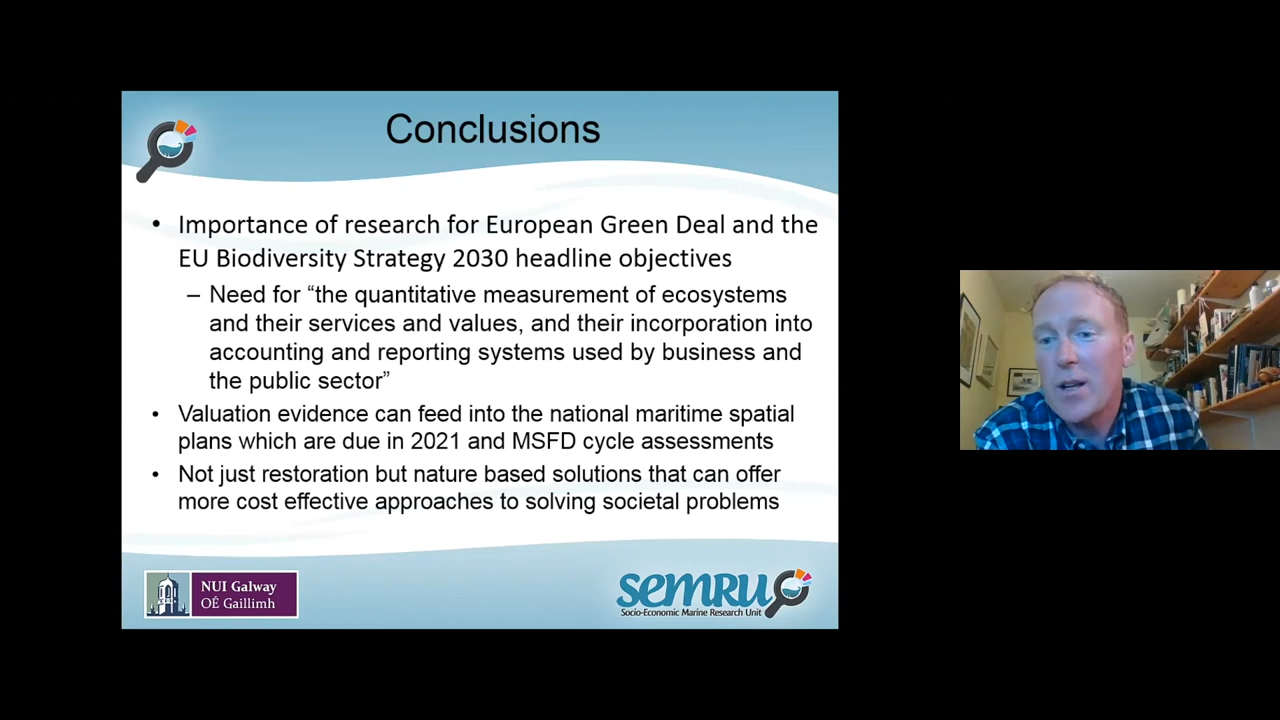 Conclusions
• Importance of research for European Green Deal and the
EU Biodiversity Strategy 2030 headline objectives
– Need for “the quantitative measurement of ecosystems
and their services and values, and their incorporation into
accounting and reporting systems used by business and
the public sector”
• Valuation evidence can feed into the national maritime spatial
plans which are due in 2021 and MSFD cycle assessments
• Not just restoration but nature based solutions that can offer
more cost effective approaches to solving societal problems
NUI Galway
OÉ Gaillimh
SEMRU
Socio-Economic Marine Research Unit